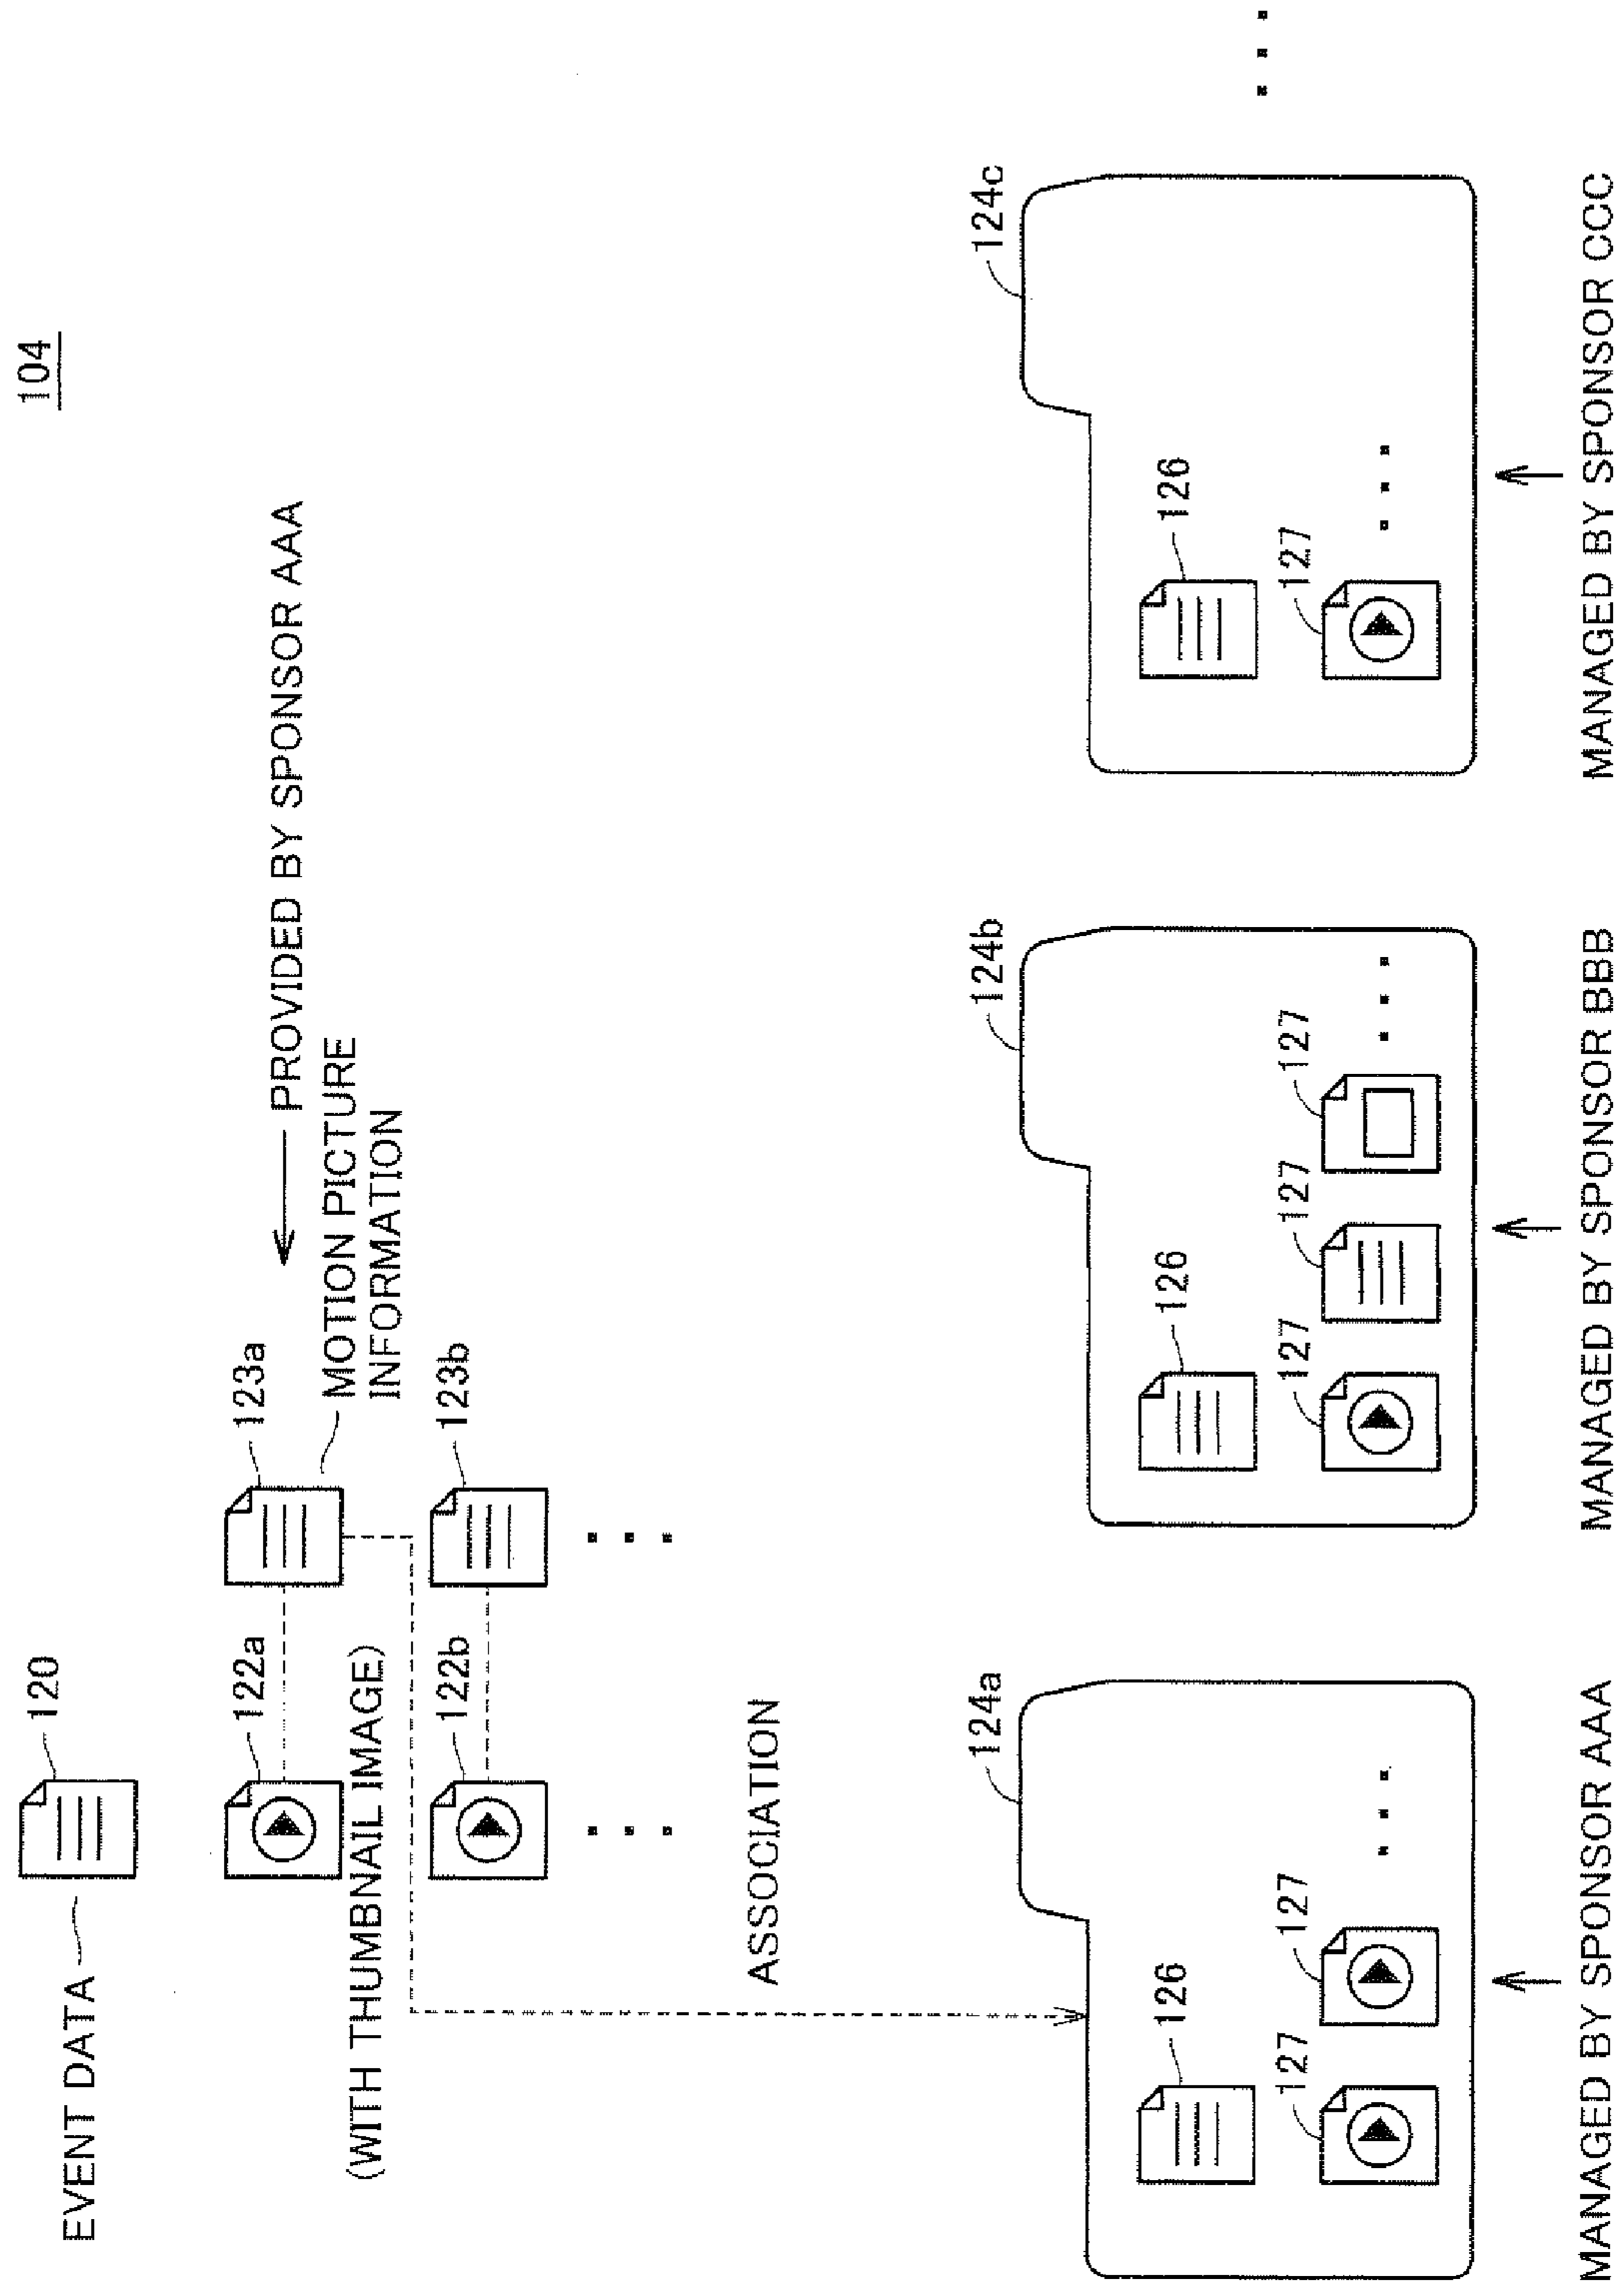 104
EVENT DATA
120
122a
123a
PROVIDED BY SPONSOR AAA
MOTION PICTURE
INFORMATION
(WITH THUMBNAIL IMAGE)
122b
123b
ASSOCIATION
124a
124b
124c
126
126
126
127
127
127
127
127
127
MANAGED BY SPONSOR AAA
MANAGED BY SPONSOR BBB
MANAGED BY SPONSOR CCC